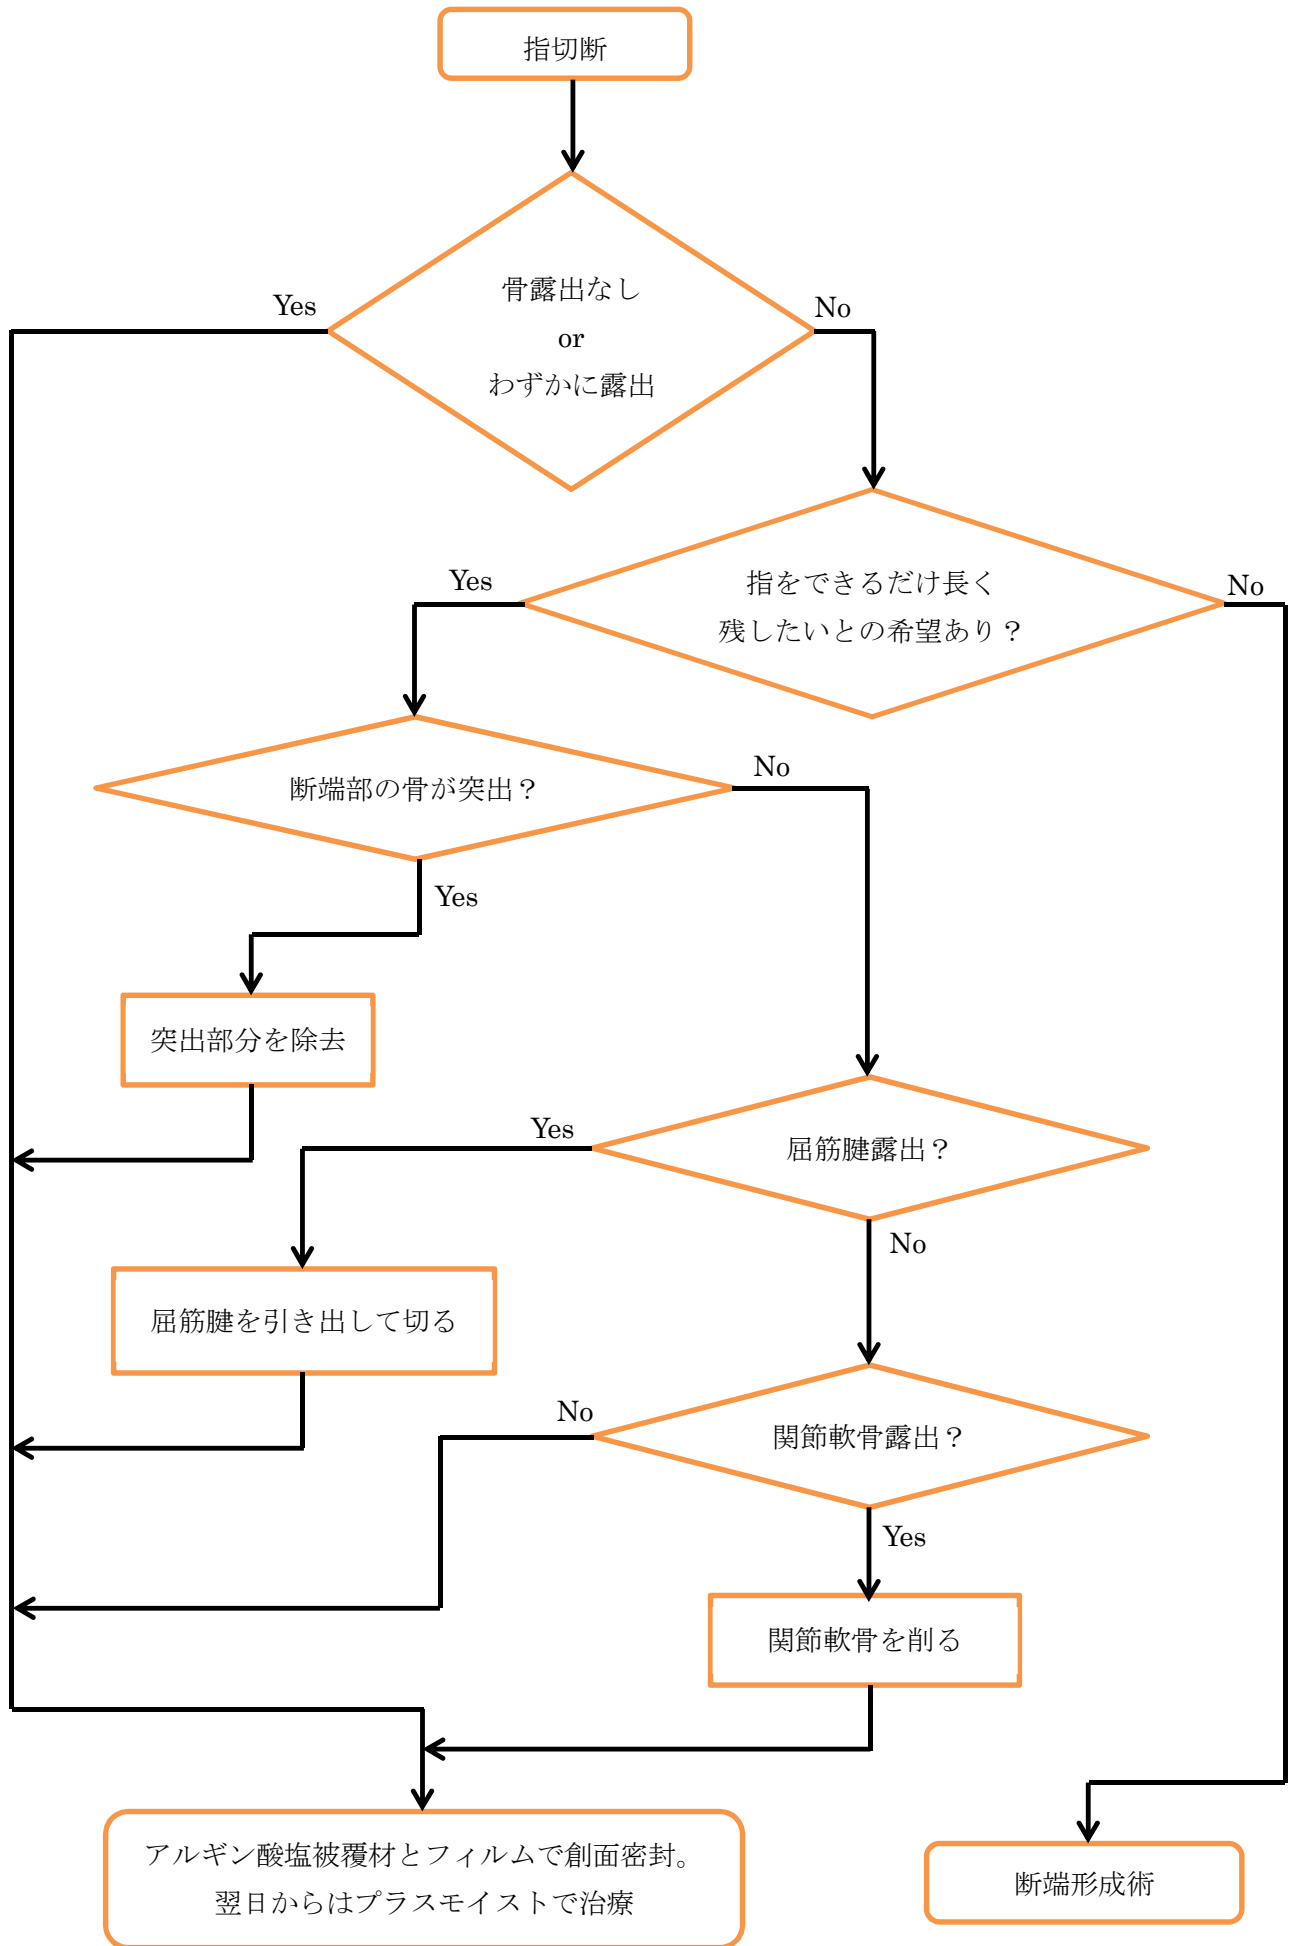 指切断
骨露出なし
or
わずかに露出
Yes
No
指をできるだけ長く
残したいとの希望あり？
Yes
No
断端部の骨が突出？
No
Yes
突出部分を除去
屈筋腱露出？
Yes
No
屈筋腱を引き出して切る
関節軟骨露出？
No
Yes
関節軟骨を削る
アルギン酸塩被覆材とフィルムで創面密封。
翌日からはプラスモイストで治療
断端形成術